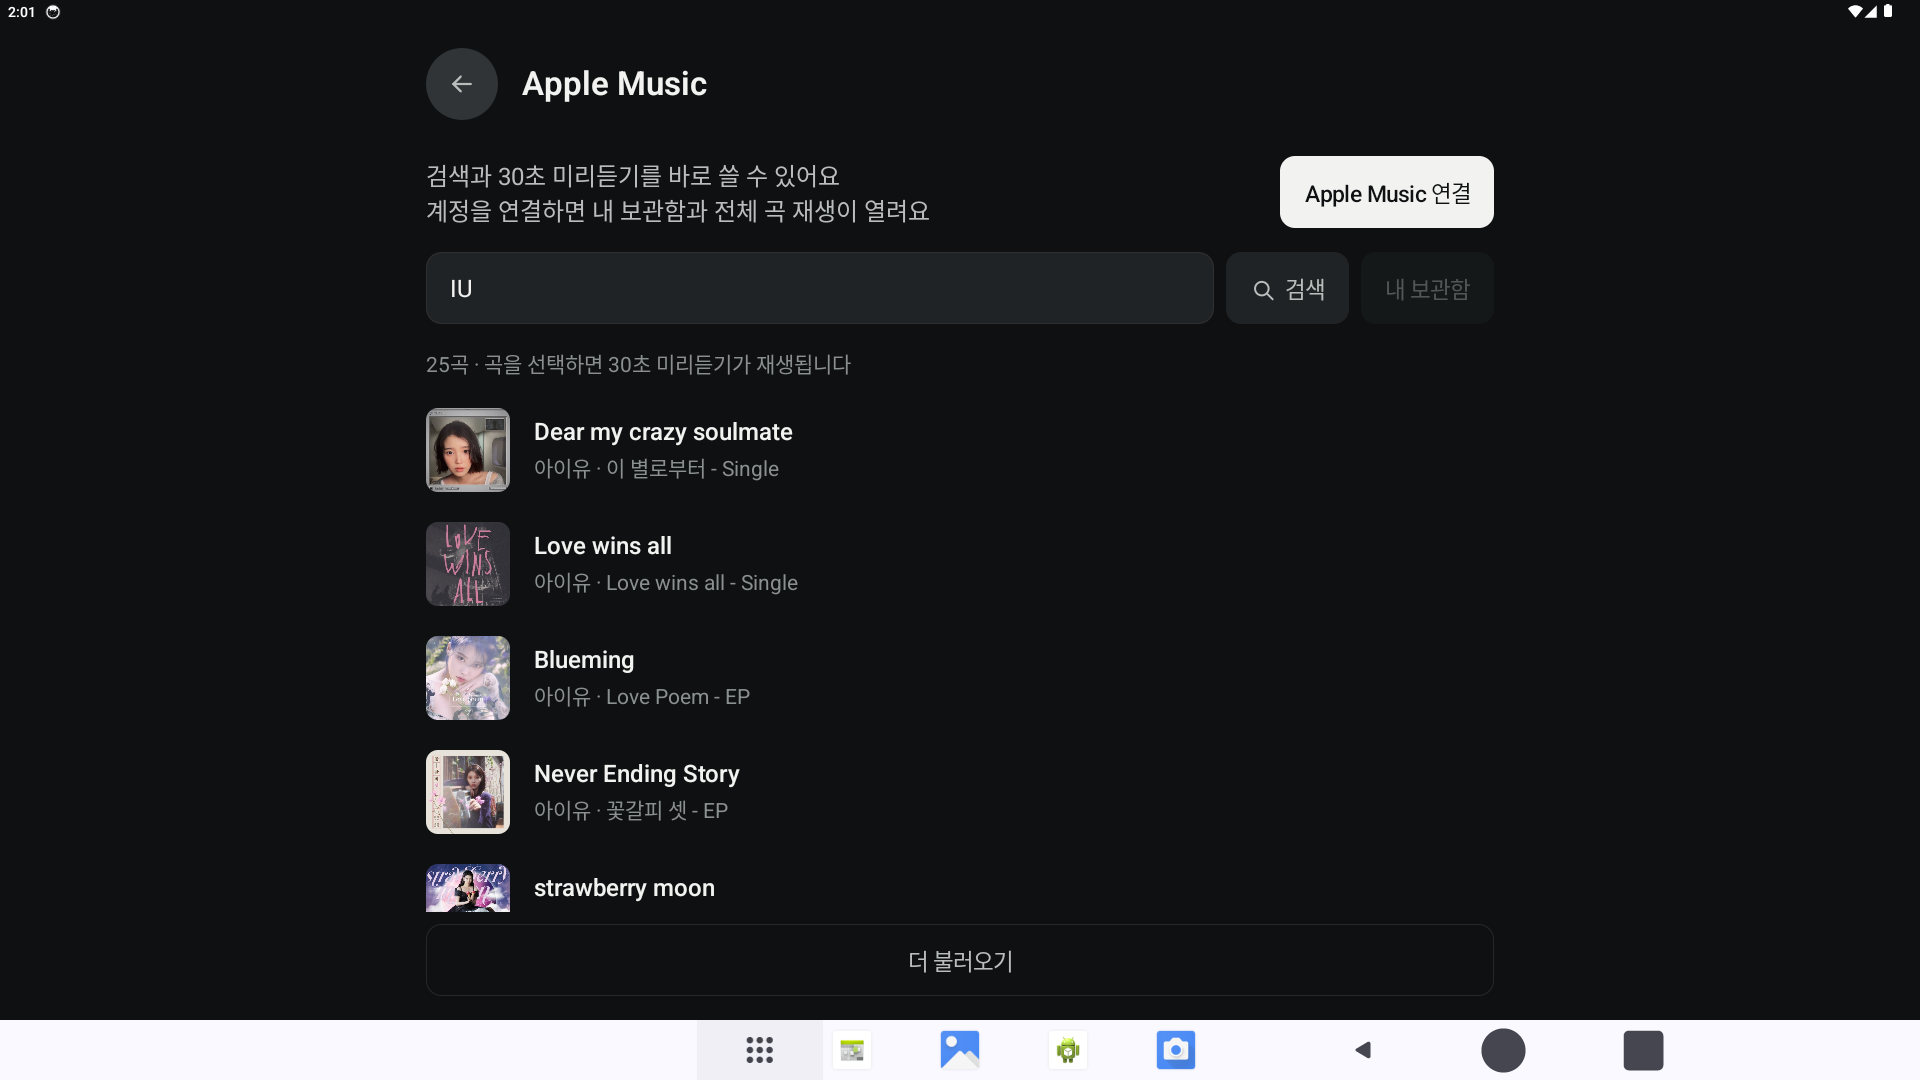 2:01
Apple Music
검색과 30초 미리듣기를 바로 쓸 수 있어요
계정을 연결하면 내 보관함과 전체 곡 재생이 열려요
Apple Music 연결
IU
검색
내 보관함
25곡 · 곡을 선택하면 30초 미리듣기가 재생됩니다
Dear my crazy soulmate
아이유 · 이 별로부터 - Single
LOVE
WINS
ALL
Love wins all
아이유 · Love wins all - Single
Blueming
아이유 · Love Poem - EP
Never Ending Story
아이유 · 꽃갈피 셋 - EP
strawberry
strawberry moon
더 불러오기